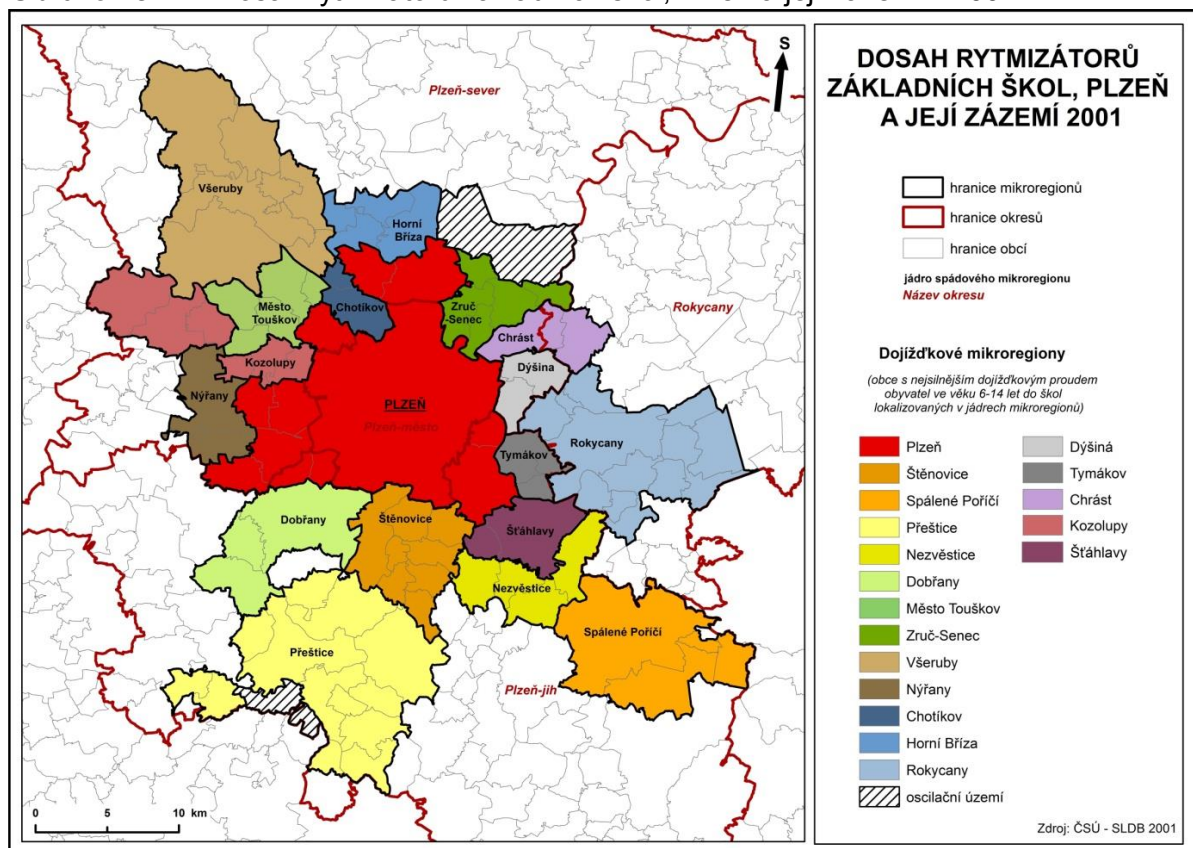 S
Plzeň-sever
Všeruby
Horní
Bříza
Rokycany
Město
Touškov
Chotíkov
Zruč
-Senec
Chrást
Kozolupy
Dýšina
Nýřany
PLZEŇ
Plzeň-město
Rokycany
Tymákov
Dobřany
Štěnovice
Šťáhlavy
Nezvěstice
Spálené Poříčí
Přeštice
Plzeň-jih
0 5 10 km
DOSAH RYTMIZÁTORŮ
ZÁKLADNÍCH ŠKOL, PLZEŇ
A JEJÍ ZÁZEMÍ 2001
hranice mikroregionů
hranice okresů
hranice obcí
jádro spádového mikroregionu
Název okresu
Dojížďkové mikroregiony
(obce s nejsilnějším dojížďkovým proudem
obyvatel ve věku 6-14 let do škol
lokalizovaných v jádrech mikroregionů)
Plzeň
Štěnovice
Spálené Poříčí
Přeštice
Nezvěstice
Dobřany
Město Touškov
Zruč-Senec
Všeruby
Nýřany
Chotíkov
Horní Bříza
Rokycany
oscilační území
Dýšiná
Tymákov
Chrást
Kozolupy
Šťáhlavy
Zdroj: ČSÚ - SLDB 2001